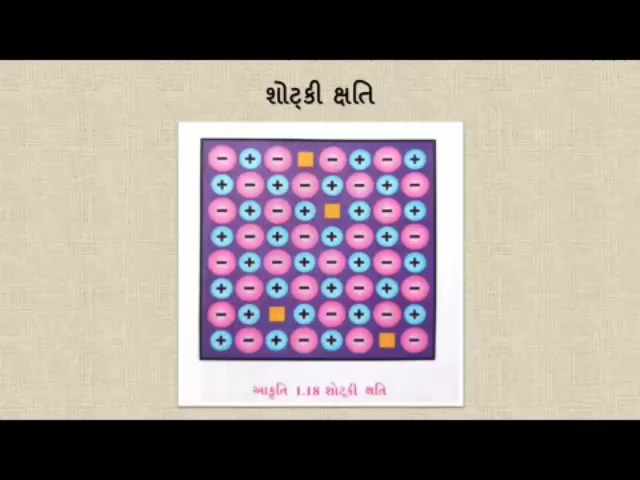 શોટ્કી ક્ષતિ
− + − − + − +
+ − + − + − + −
− + − + + −
+ − + − + − + −
− + − + − + − +
+ − + − + − + −
− + + − + − +
+ − + − + − −
આકૃતિ 1.18 શોટ્કી ક્ષતિ